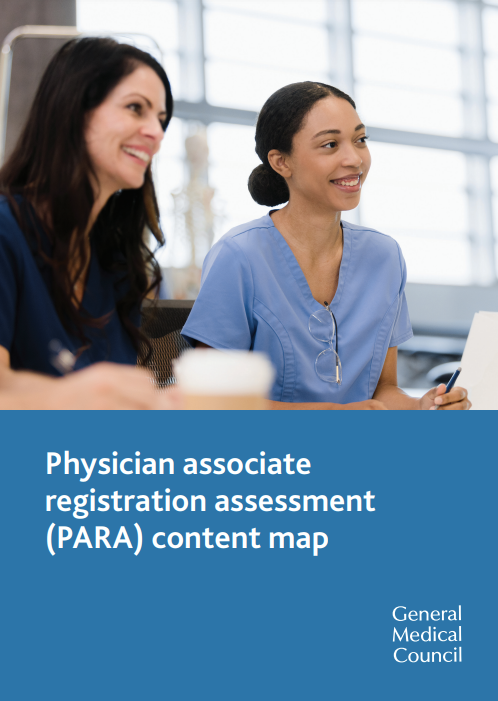 Physician associate
registration assessment
(PARA) content map
General
Medical
Council